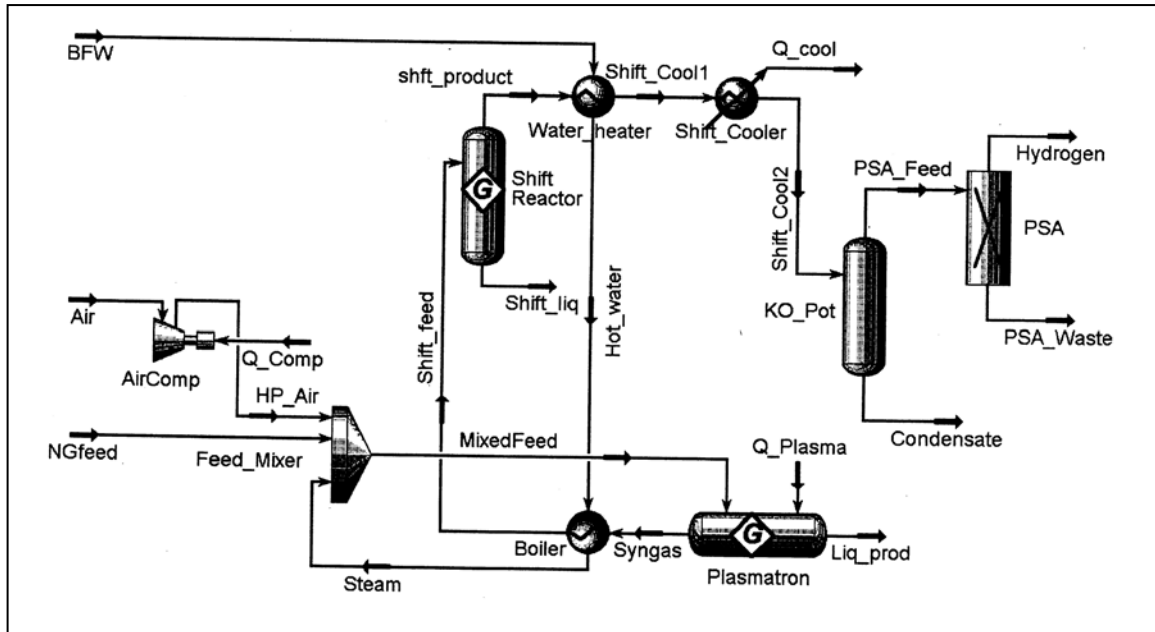 BFW
Q_cool
shft_product
Shift_Cool1
Water_heater
Shift_Cooler
Hydrogen
PSA_Feed
G
Shift
Reactor
PSA
Shift_Cool2
Shift_liq
KO_Pot
PSA_Waste
Air
Shift_feed
Hot_water
Q_Comp
AirComp
HP_Air
Condensate
NGfeed
Feed_Mixer
MixedFeed
Q_Plasma
G
Boiler
Syngas
Liq_prod
Steam
Plasmatron